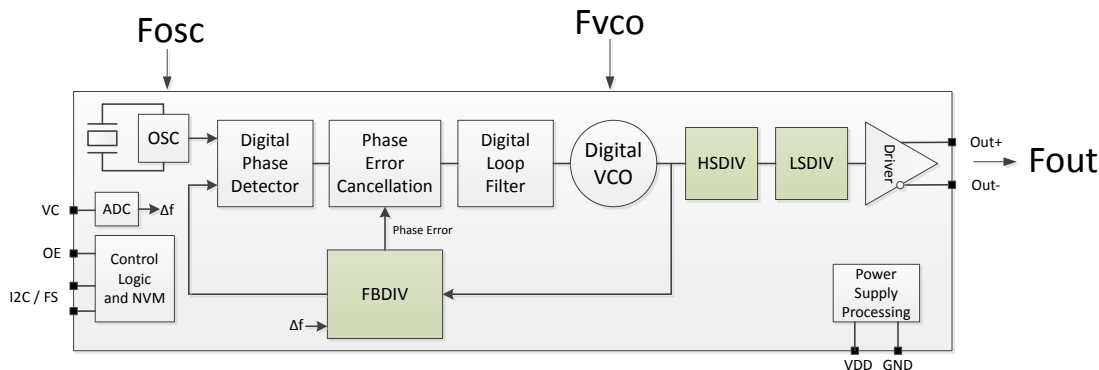 Fosc
Fvco
OSC
Digital
Phase
Detector
Phase
Error
Cancellation
Digital
Loop
Filter
Digital
VCO
HSDIV
LSDIV
Driver
Out+
Out-
Fout
VC
ADC
Δf
Phase Error
OE
I2C / FS
Control
Logic
and NVM
FBDIV
Δf
Power
Supply
Processing
VDD GND